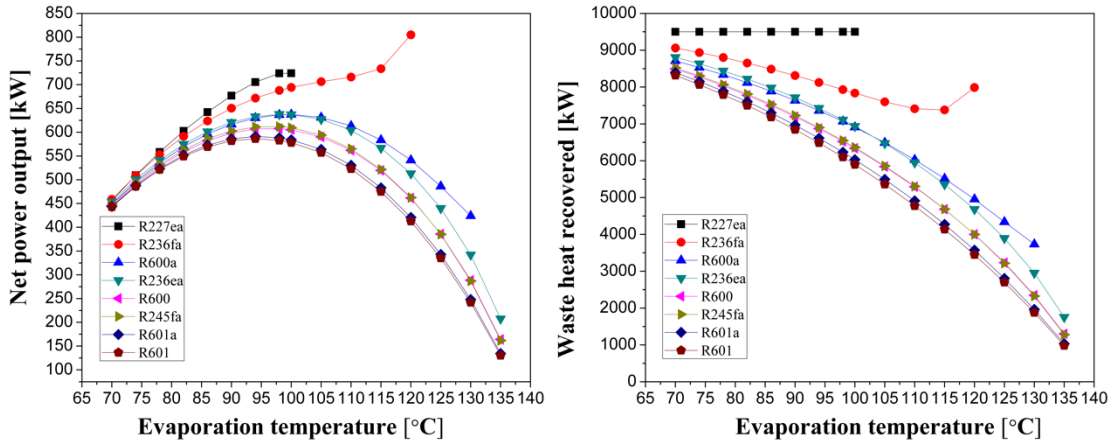 Net power output [kW]
850
800
750
700
650
600
550
500
450
400
350
300
250
200
150
100
R227ea
R236fa
R600a
R236ea
R600
R245fa
R601a
R601
65 70 75 80 85 90 95 100 105 110 115 120 125 130 135 140
Evaporation temperature [°C]
Waste heat recovered [kW]
10000
9000
8000
7000
6000
5000
4000
3000
2000
1000
0
R227ea
R236fa
R600a
R236ea
R600
R245fa
R601a
R601
65 70 75 80 85 90 95 100 105 110 115 120 125 130 135 140
Evaporation temperature [°C]